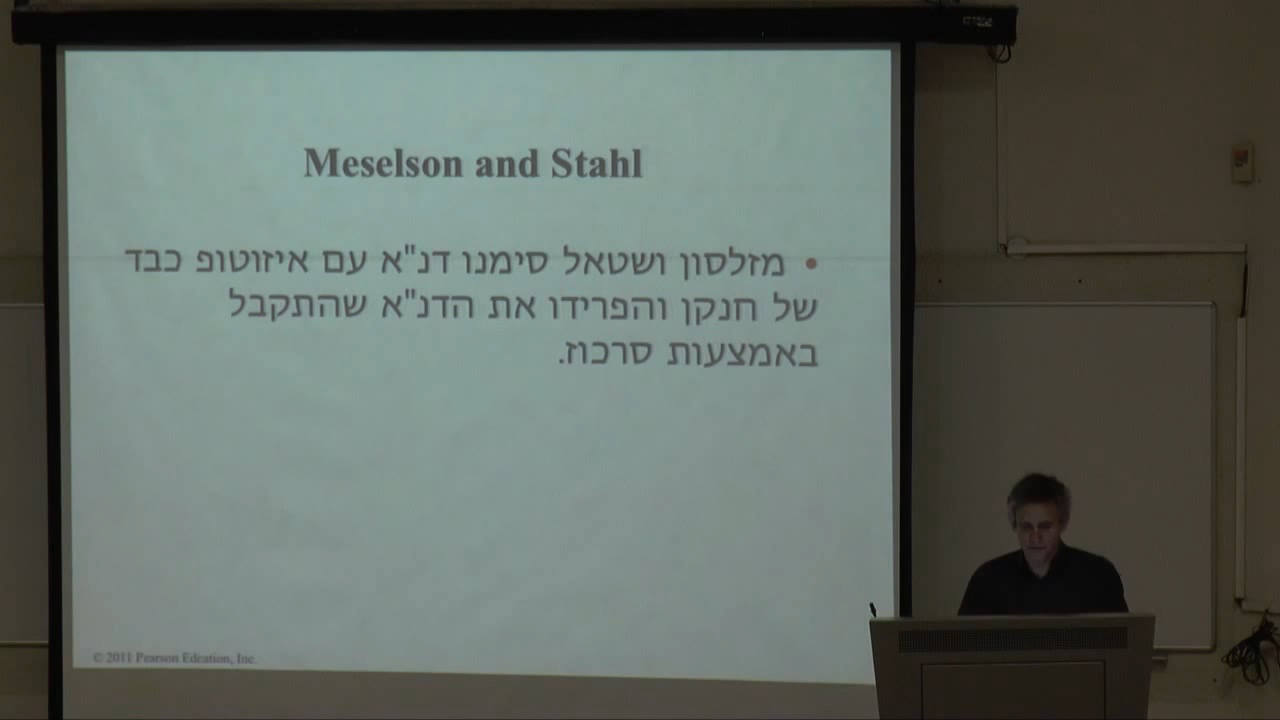 Meselson and Stahl
• מזלסון ושטאל סימנו דנ"א עם איזוטופ כבד
של חנקן והפרידו את הדנ"א שהתקבל
באמצעות סרכוז.
© 2011 Pearson Edcation, Inc.